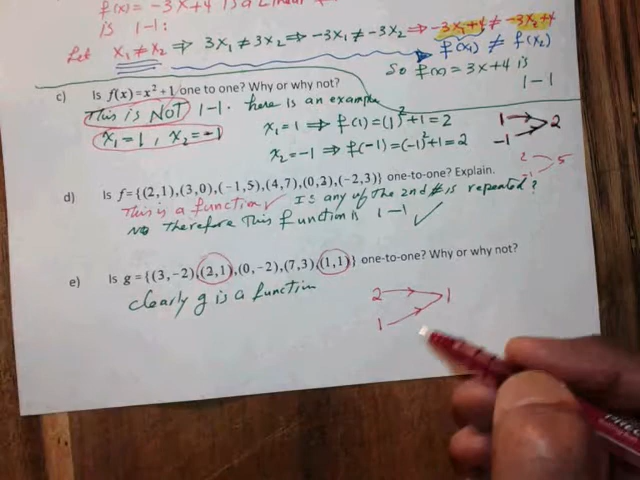 f(x) = -3x+4 is a linear
is 1-1:
Let x₁ ≠ x₂ ⇒ 3x₁ ≠ 3x₂ ⇒ -3x₁ ≠ -3x₂ ⇒ -3x₁+4 ≠ -3x₂+4
f(x₁) ≠ f(x₂)
So f(x) = 3x+4 is
1-1
c) Is f(x)=x²+1 one to one? Why or why not?
This is NOT 1-1. here is an example
x₁=1, x₂=-1
x₁=1 ⇒ f(1)=(1)²+1=2
x₂=-1 ⇒ f(-1)=(-1)²+1=2
1 → 2
-1
2 5
d) Is f={(2,1),(3,0),(-1,5),(4,7),(0,2),(-2,3)} one-to-one? Explain.
This is a function ✓ Is any of the 2nd #s repeated?
No Therefore This function is 1-1 ✓
e) Is g={(3,-2),(2,1),(0,-2),(7,3),(1,1)} one-to-one? Why or why not?
clearly g is a function
2 → 1
1